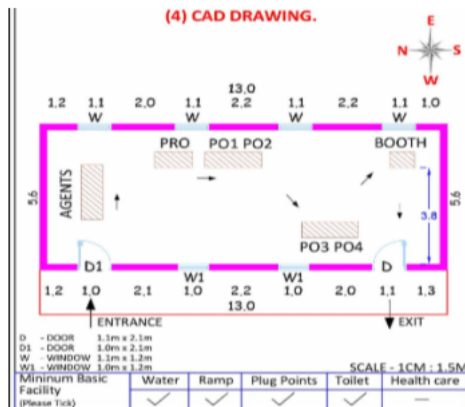 (4) CAD DRAWING.
E
N S
W
13,0
1,2 1,1 2,0 1,1 2,2 1,1 2,2 1,1 1,0
W W W W
PRO PO1 PO2 BOOTH
AGENTS
5.6 5.6
3.8
PO3 PO4
D1 W1 W1 D
1,2 1,0 2,1 1,0 2,2 1,0 2,0 1,1 1,3
13,0
ENTRANCE EXIT
D - DOOR 1.1m x 2.1m
D1 - DOOR 1.0m x 2.1m
W - WINDOW 1.1m x 1.2m
W1 - WINDOW 1.0m x 1.2m
SCALE - 1CM : 1.5M
Mininum Basic Facility Water Ramp Plug Points Toilet Health care
(Please Tick) ✓ ✓ ✓ ✓ —